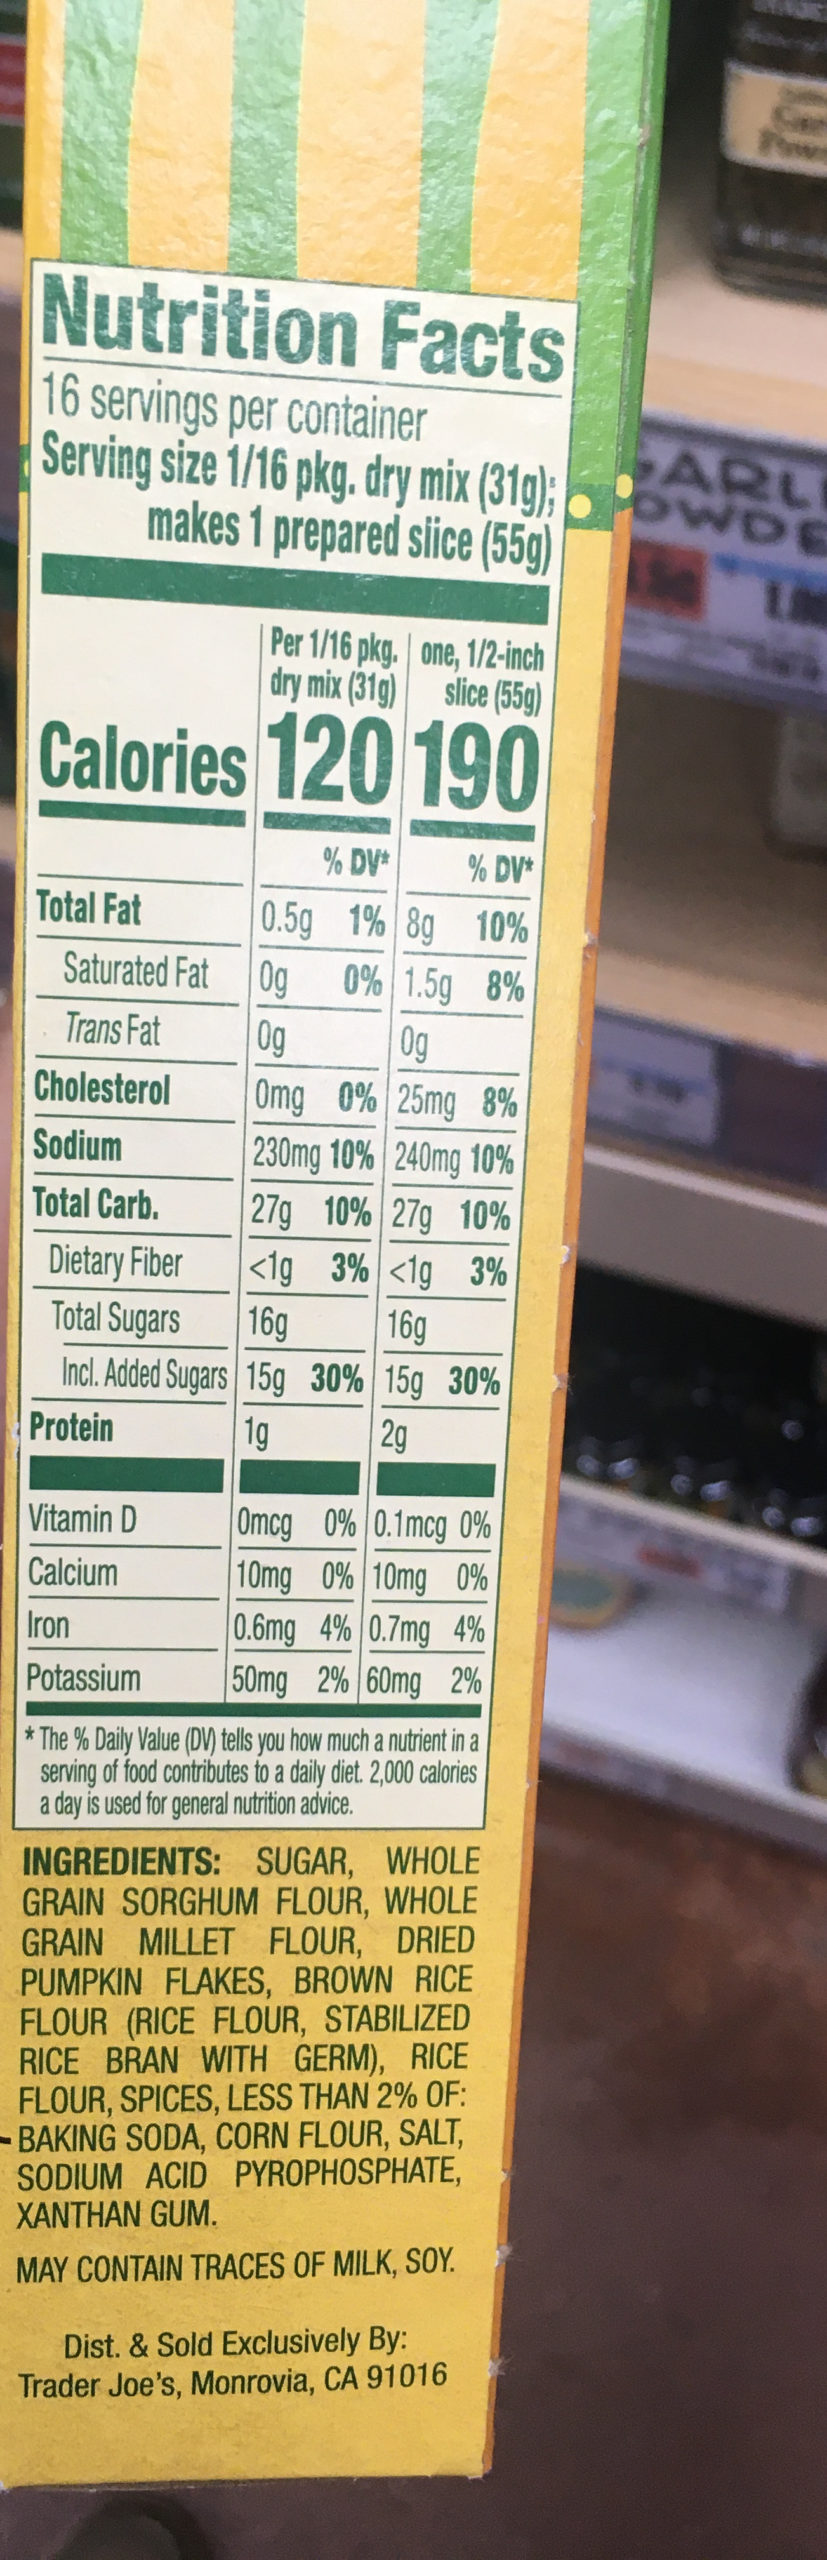 Nutrition Facts
16 servings per container
Serving size 1/16 pkg. dry mix (31g);
makes 1 prepared slice (55g)
Per 1/16 pkg. dry mix (31g) one, 1/2-inch slice (55g)
Calories 120 190
% DV* % DV*
Total Fat 0.5g 1% 8g 10%
Saturated Fat 0g 0% 1.5g 8%
Trans Fat 0g 0g
Cholesterol 0mg 0% 25mg 8%
Sodium 230mg 10% 240mg 10%
Total Carb. 27g 10% 27g 10%
Dietary Fiber <1g 3% <1g 3%
Total Sugars 16g 16g
Incl. Added Sugars 15g 30% 15g 30%
Protein 1g 2g
Vitamin D 0mcg 0% 0.1mcg 0%
Calcium 10mg 0% 10mg 0%
Iron 0.6mg 4% 0.7mg 4%
Potassium 50mg 2% 60mg 2%
* The % Daily Value (DV) tells you how much a nutrient in a
serving of food contributes to a daily diet. 2,000 calories
a day is used for general nutrition advice.
INGREDIENTS: SUGAR, WHOLE
GRAIN SORGHUM FLOUR, WHOLE
GRAIN MILLET FLOUR, DRIED
PUMPKIN FLAKES, BROWN RICE
FLOUR (RICE FLOUR, STABILIZED
RICE BRAN WITH GERM), RICE
FLOUR, SPICES, LESS THAN 2% OF:
BAKING SODA, CORN FLOUR, SALT,
SODIUM ACID PYROPHOSPHATE,
XANTHAN GUM.
MAY CONTAIN TRACES OF MILK, SOY.
Dist. & Sold Exclusively By:
Trader Joe's, Monrovia, CA 91016
ARLI
OWDE